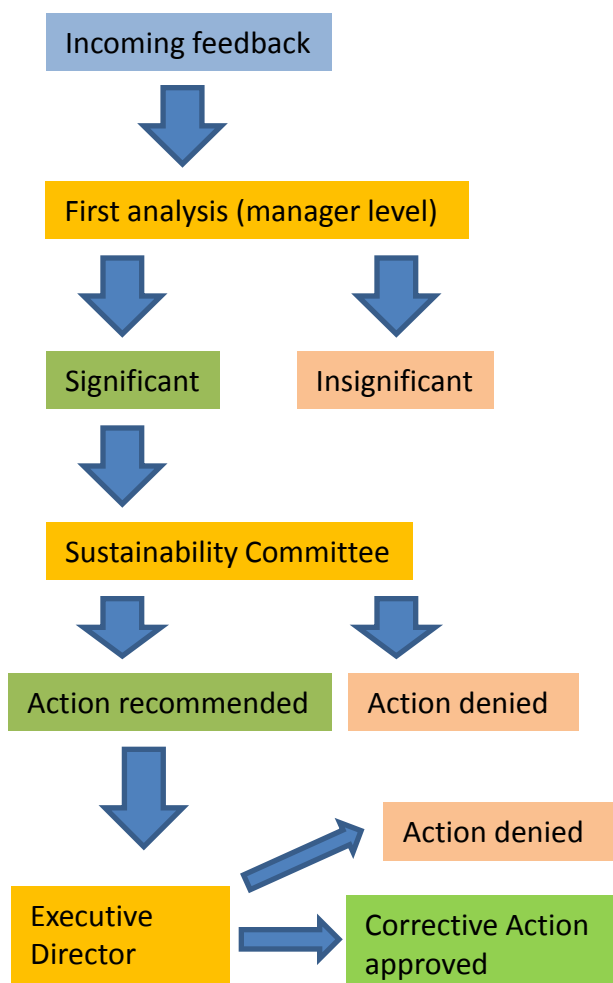 Incoming feedback
First analysis (manager level)
Significant
Insignificant
Sustainability Committee
Action recommended
Action denied
Action denied
Executive
Director
Corrective Action
approved